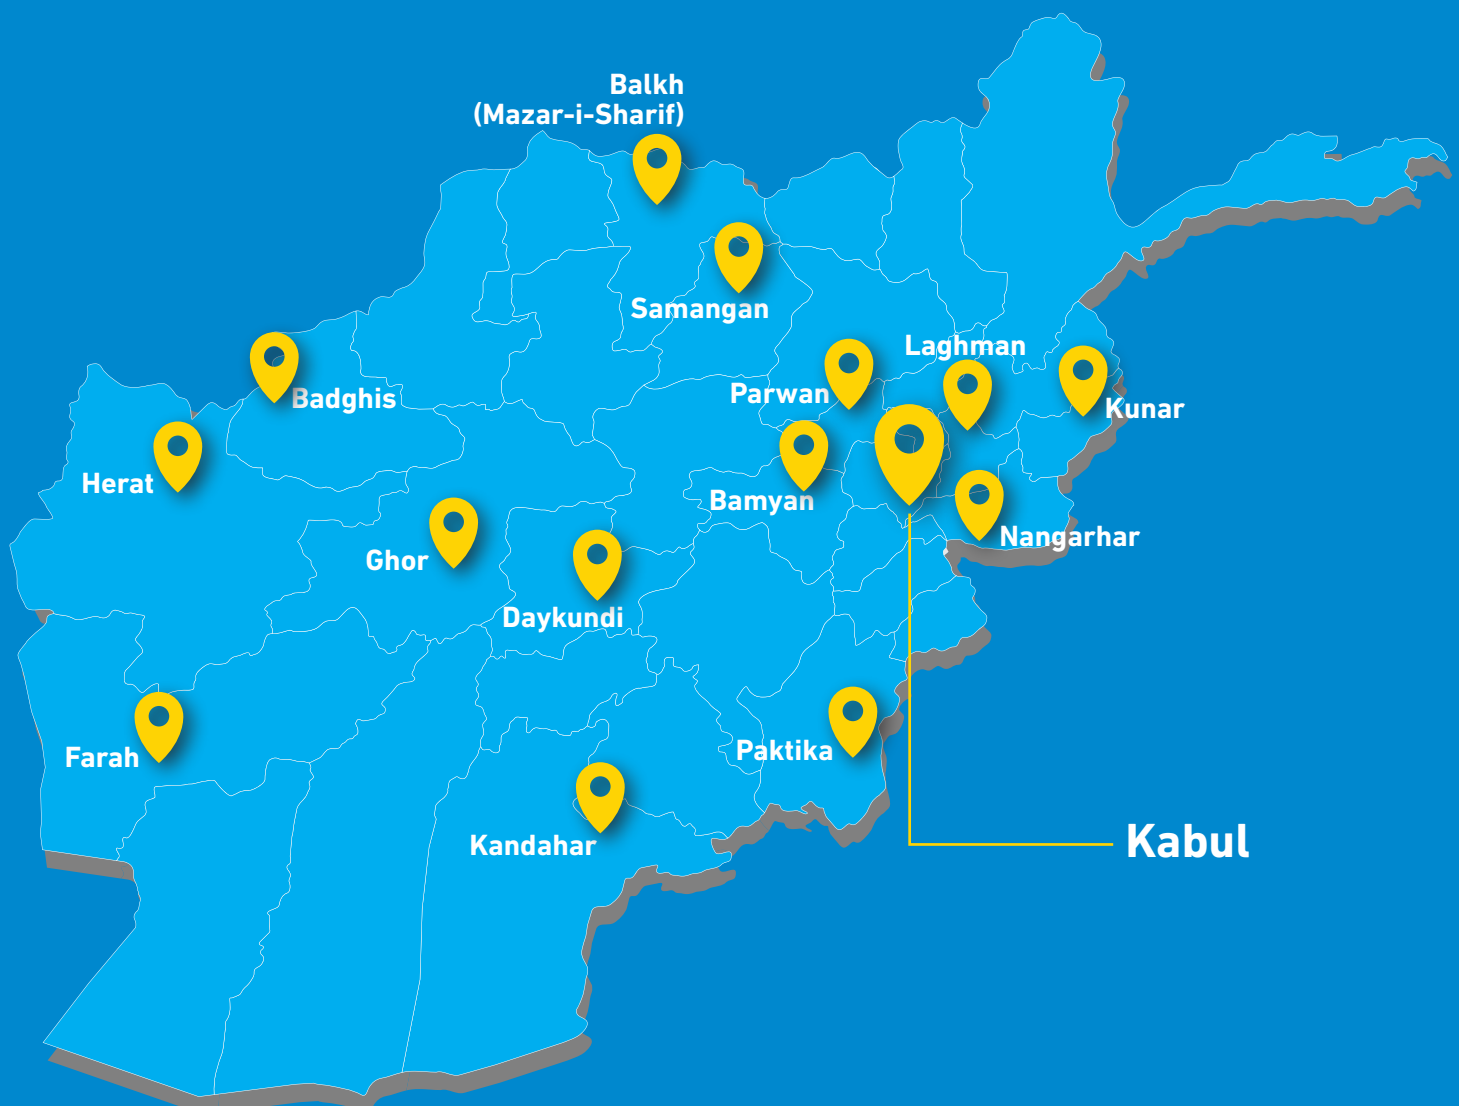 Balkh
(Mazar-i-Sharif)
Samangan
Laghman
Parwan
Badghis
Kunar
Herat
Bamyan
Nangarhar
Ghor
Daykundi
Paktika
Farah
Kandahar
Kabul